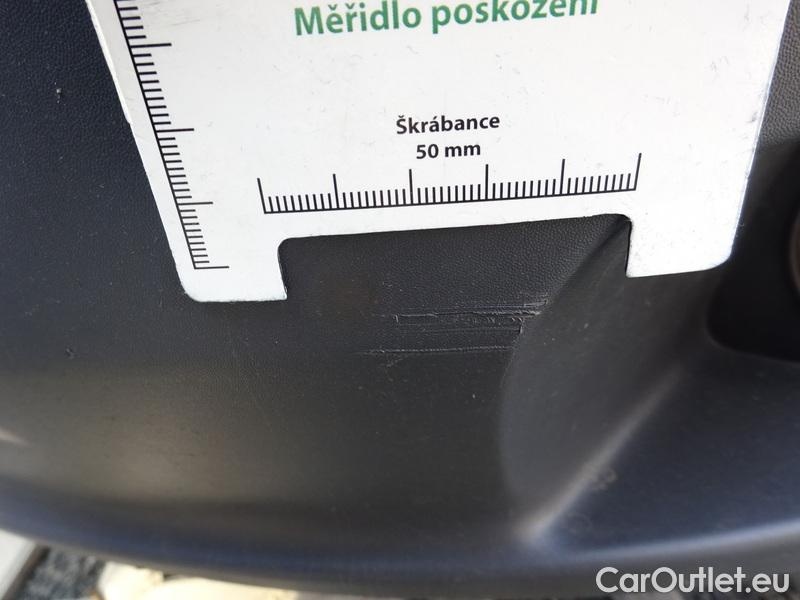 Měřidlo poškození
Škrábance
50 mm
CarOutlet.eu